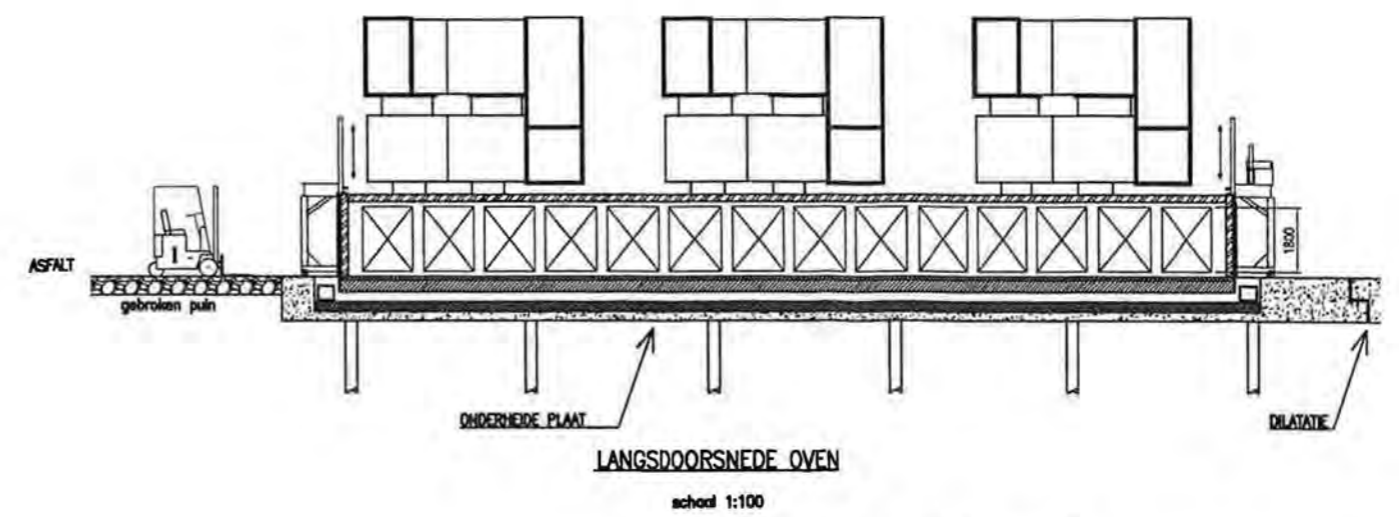 1800
ASFALT
gebroken puin
ONDERHEIDE PLAAT
DILATATIE
LANGSDOORSNEDE OVEN
schaal 1:100